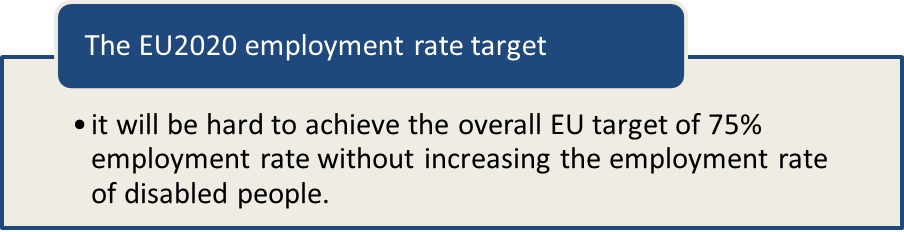 The EU2020 employment rate target
•it will be hard to achieve the overall EU target of 75%
employment rate without increasing the employment rate
of disabled people.